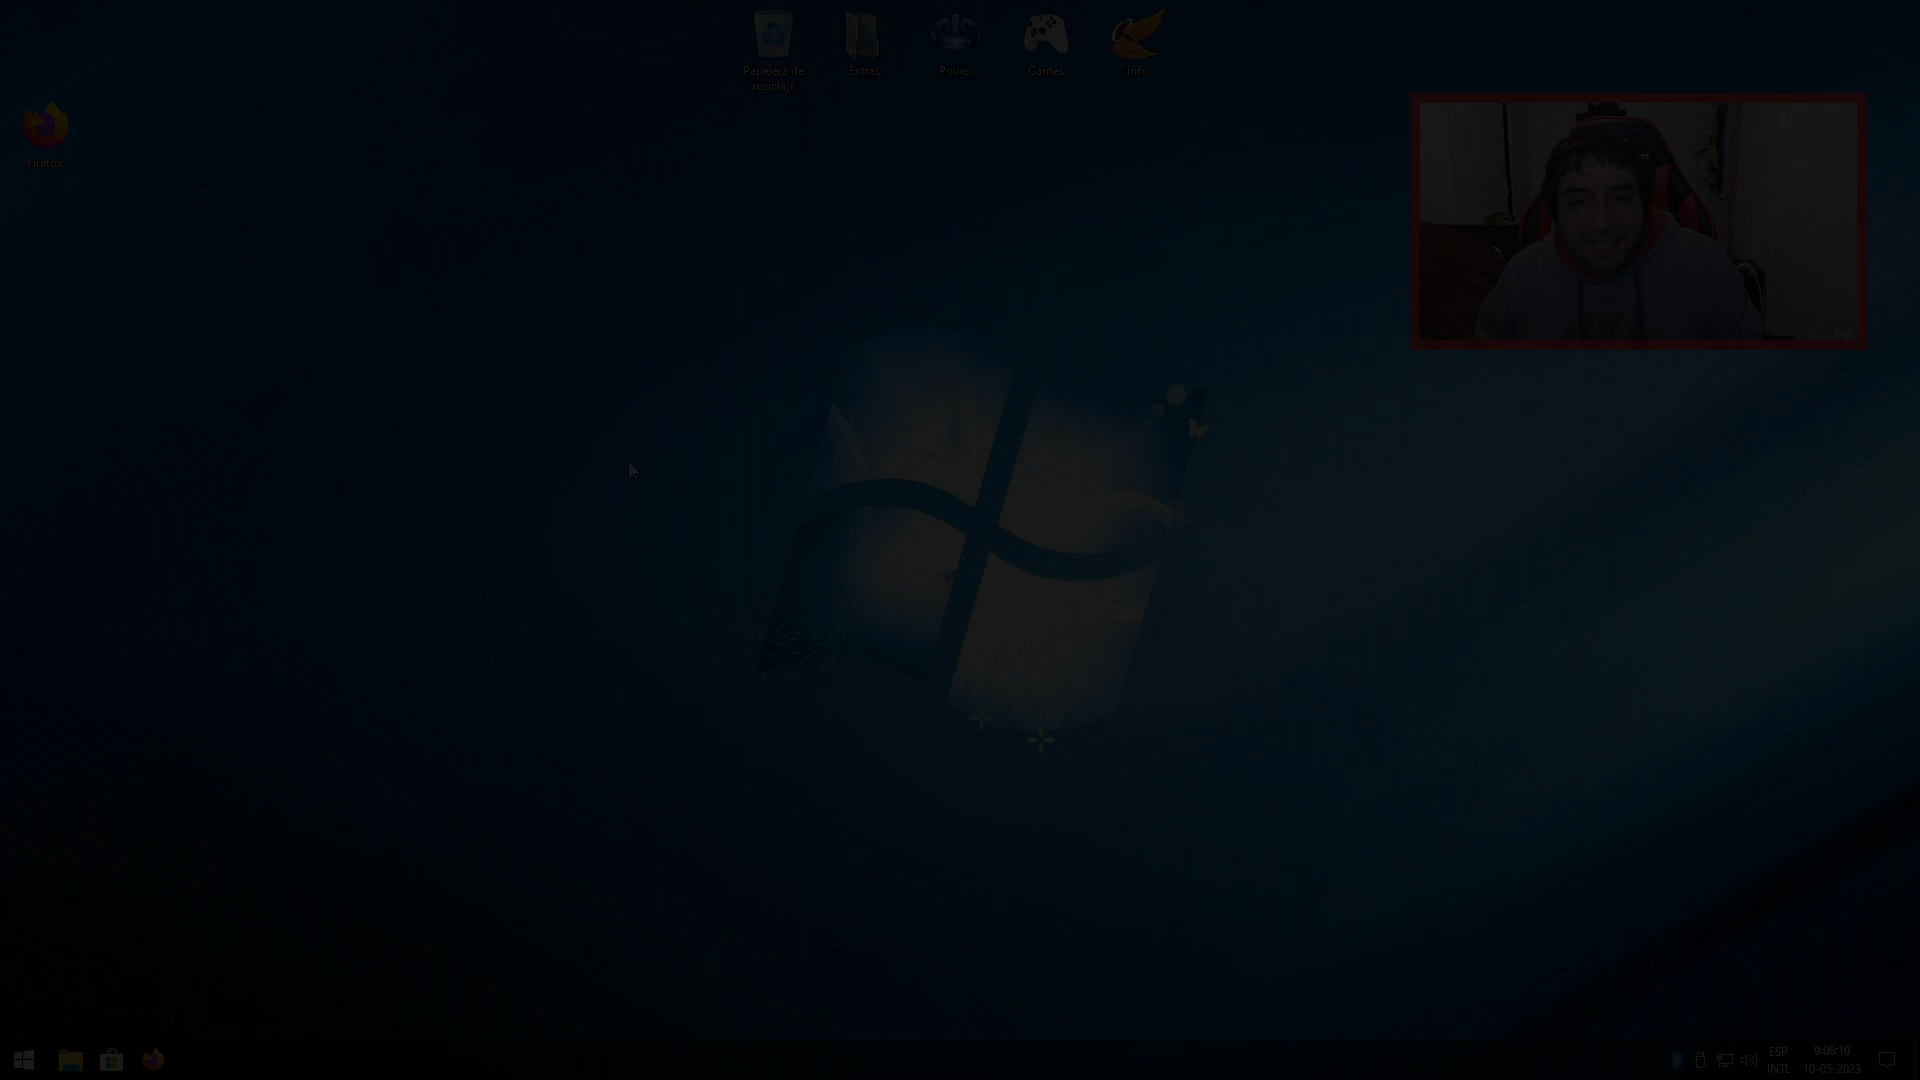 Papelera de
reciclaje
Extras
Power
Games
Info
Firefox
ESP
INTL
9:06:10
10-05-2023